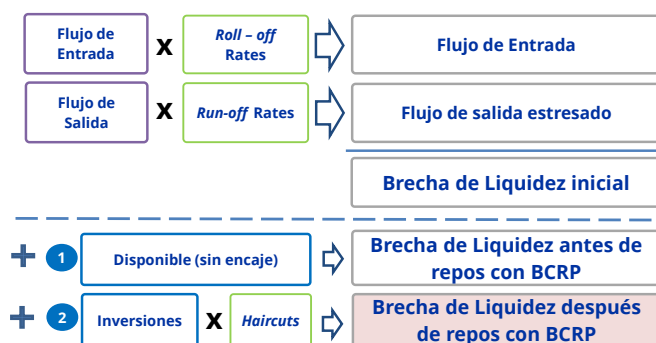 Flujo de
Entrada
X
Roll – off
Rates
Flujo de Entrada
Flujo de
Salida
X
Run-off Rates
Flujo de salida estresado
Brecha de Liquidez inicial
+ 1
Disponible (sin encaje)
Brecha de Liquidez antes de
repos con BCRP
+ 2
Inversiones
X
Haircuts
Brecha de Liquidez después
de repos con BCRP